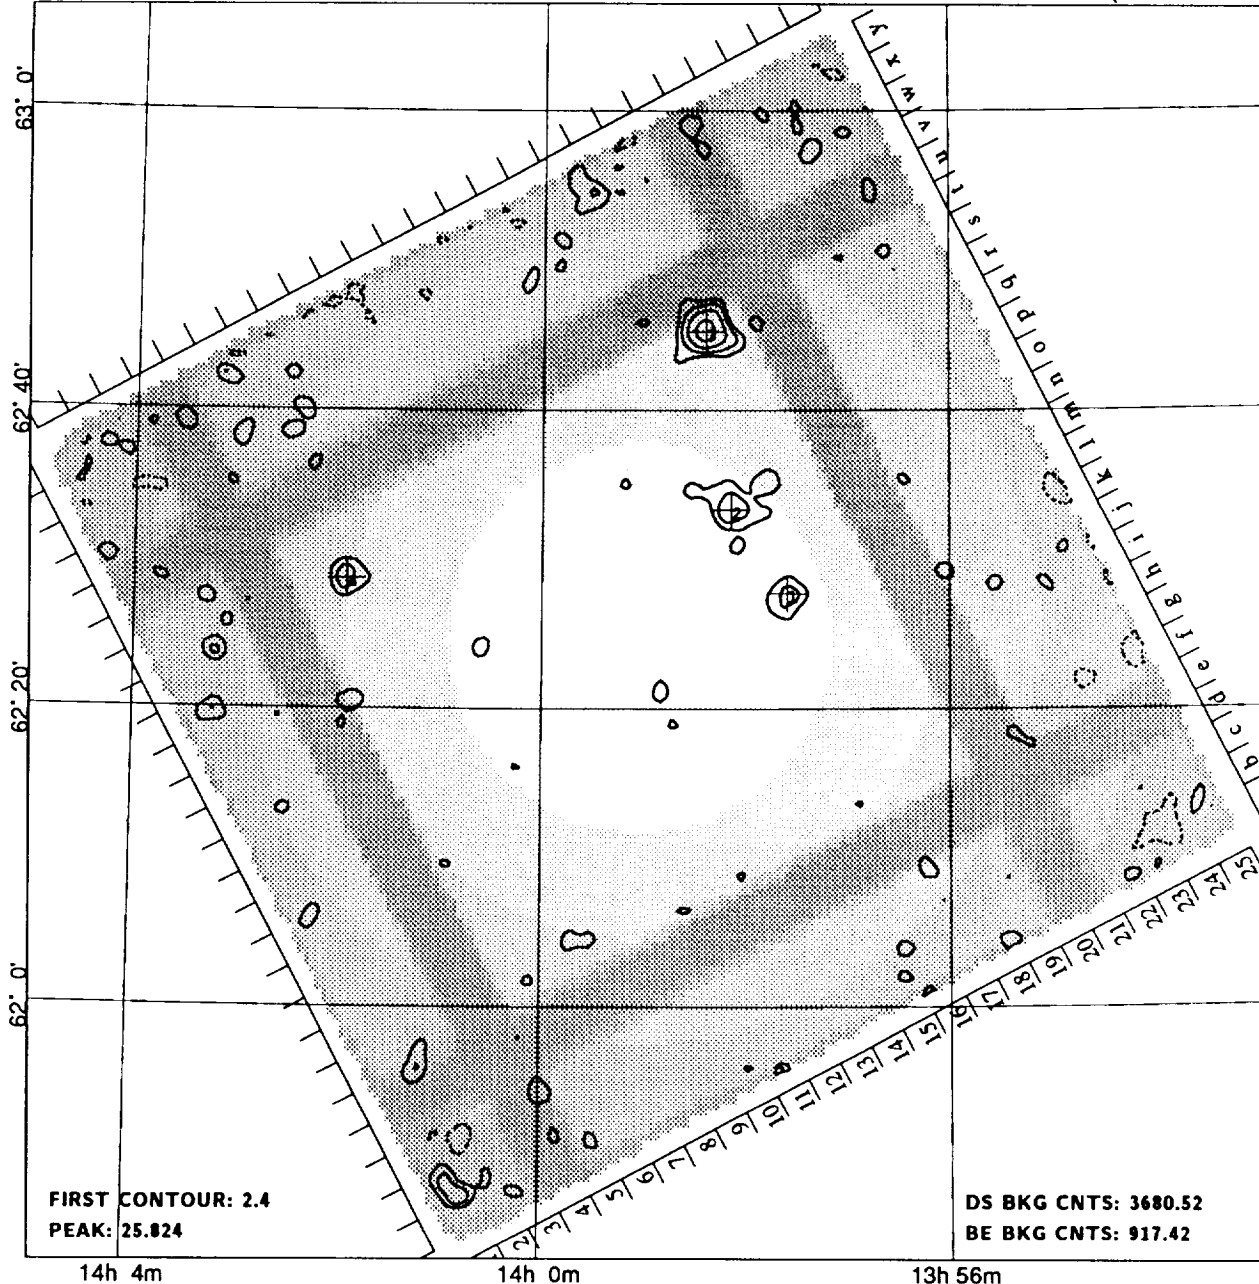 63° 0'
62° 40'
62° 20'
62° 0'
b c d e f g h i j k l m n o p q r s t u v w x y
2 3 4 5 6 7 8 9 10 11 12 13 14 15 16 17 18 19 20 21 22 23 24 25
2
FIRST CONTOUR: 2.4
PEAK: 25.824
DS BKG CNTS: 3680.52
BE BKG CNTS: 917.42
14h 4m
14h 0m
13h 56m